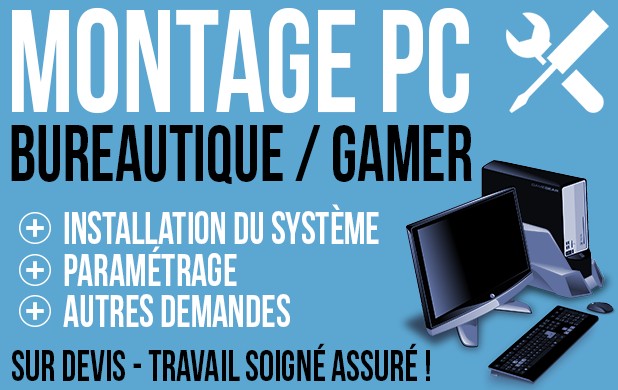 MONTAGE PC
BUREAUTIQUE / GAMER
+ INSTALLATION DU SYSTÈME
+ PARAMÉTRAGE
+ AUTRES DEMANDES
SUR DEVIS - TRAVAIL SOIGNÉ ASSURÉ !